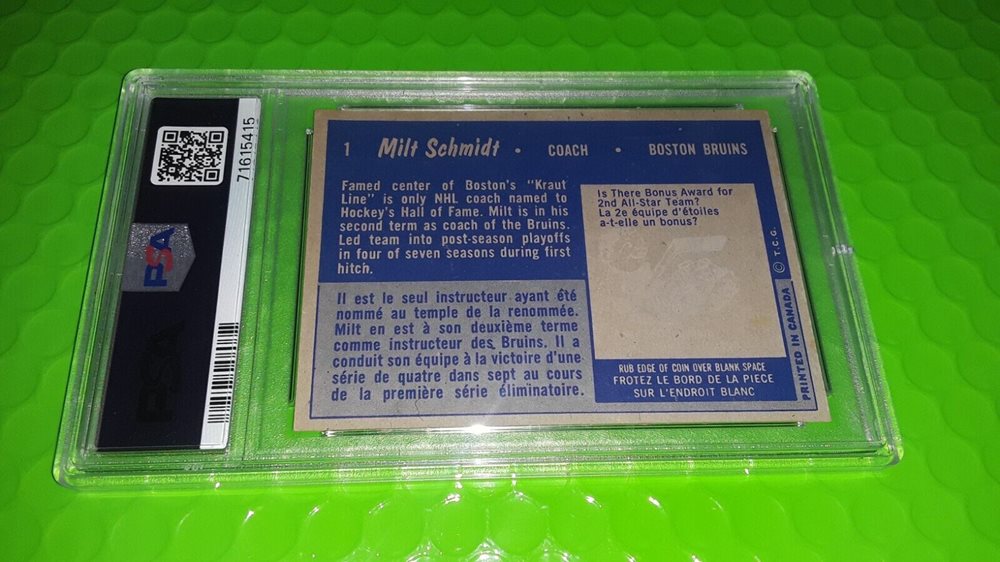 71615415
PSA
PSA
1 Milt Schmidt • COACH • BOSTON BRUINS
Famed center of Boston's "Kraut
Line" is only NHL coach named to
Hockey's Hall of Fame. Milt is in his
second term as coach of the Bruins.
Led team into post-season playoffs
in four of seven seasons during first
hitch.
Il est le seul instructeur ayant été
nommé au temple de la renommée.
Milt en est à son deuxième terme
comme instructeur des Bruins. Il a
conduit son équipe à la victoire d'une
série de quatre dans sept au cours
de la première série éliminatoire.
Is There Bonus Award for
2nd All-Star Team?
La 2e équipe d'étoiles
a-t-elle un bonus?
RUB EDGE OF COIN OVER BLANK SPACE
FROTEZ LE BORD DE LA PIECE
SUR L'ENDROIT BLANC
© T.C.G.
PRINTED IN CANADA